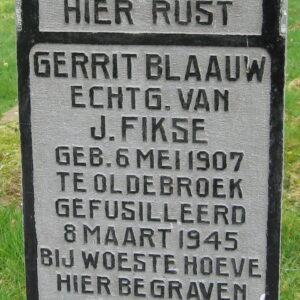 HIER RUST
GERRIT BLAAUW
ECHTG. VAN
J. FIKSE
GEB. 6 MEI 1907
TE OLDEBROEK
GEFUSILLEERD
8 MAART 1945
BIJ WOESTE HOEVE
HIER BEGRAVEN